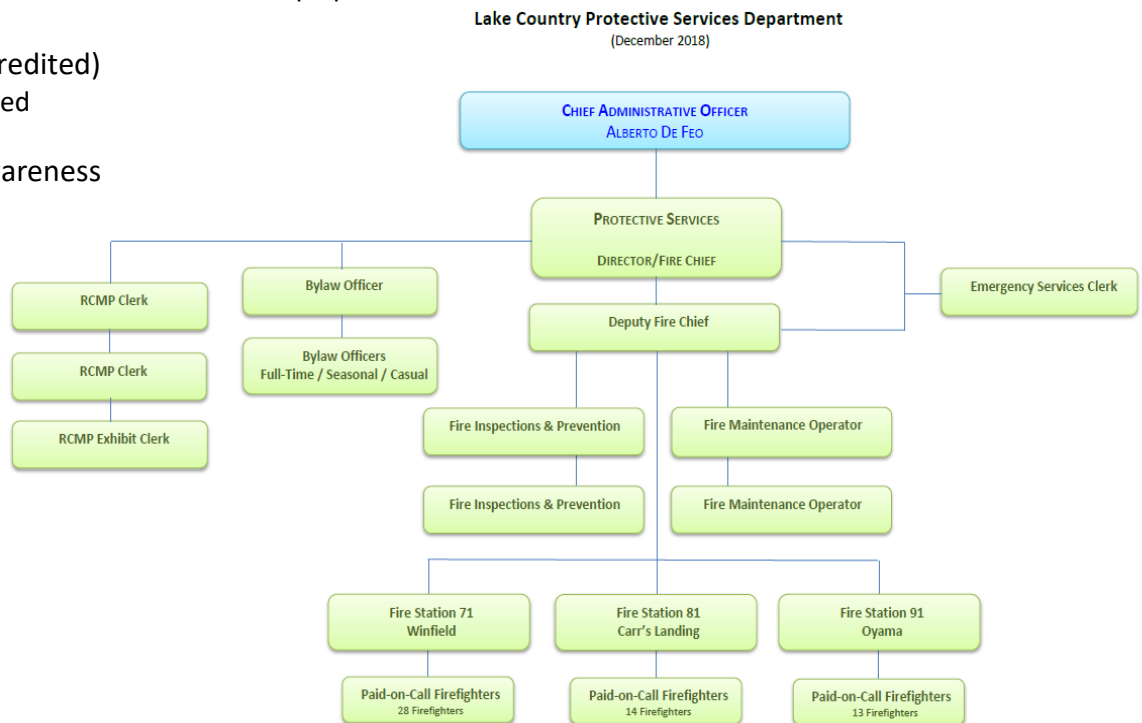 Lake Country Protective Services Department
(December 2018)
redited)
ed
areness
CHIEF ADMINISTRATIVE OFFICER
ALBERTO DE FEO
PROTECTIVE SERVICES
DIRECTOR/FIRE CHIEF
RCMP Clerk
Bylaw Officer
Emergency Services Clerk
Deputy Fire Chief
RCMP Clerk
Bylaw Officers
Full-Time / Seasonal / Casual
RCMP Exhibit Clerk
Fire Inspections & Prevention
Fire Maintenance Operator
Fire Inspections & Prevention
Fire Maintenance Operator
Fire Station 71
Winfield
Fire Station 81
Carr's Landing
Fire Station 91
Oyama
Paid-on-Call Firefighters
28 Firefighters
Paid-on-Call Firefighters
14 Firefighters
Paid-on-Call Firefighters
13 Firefighters